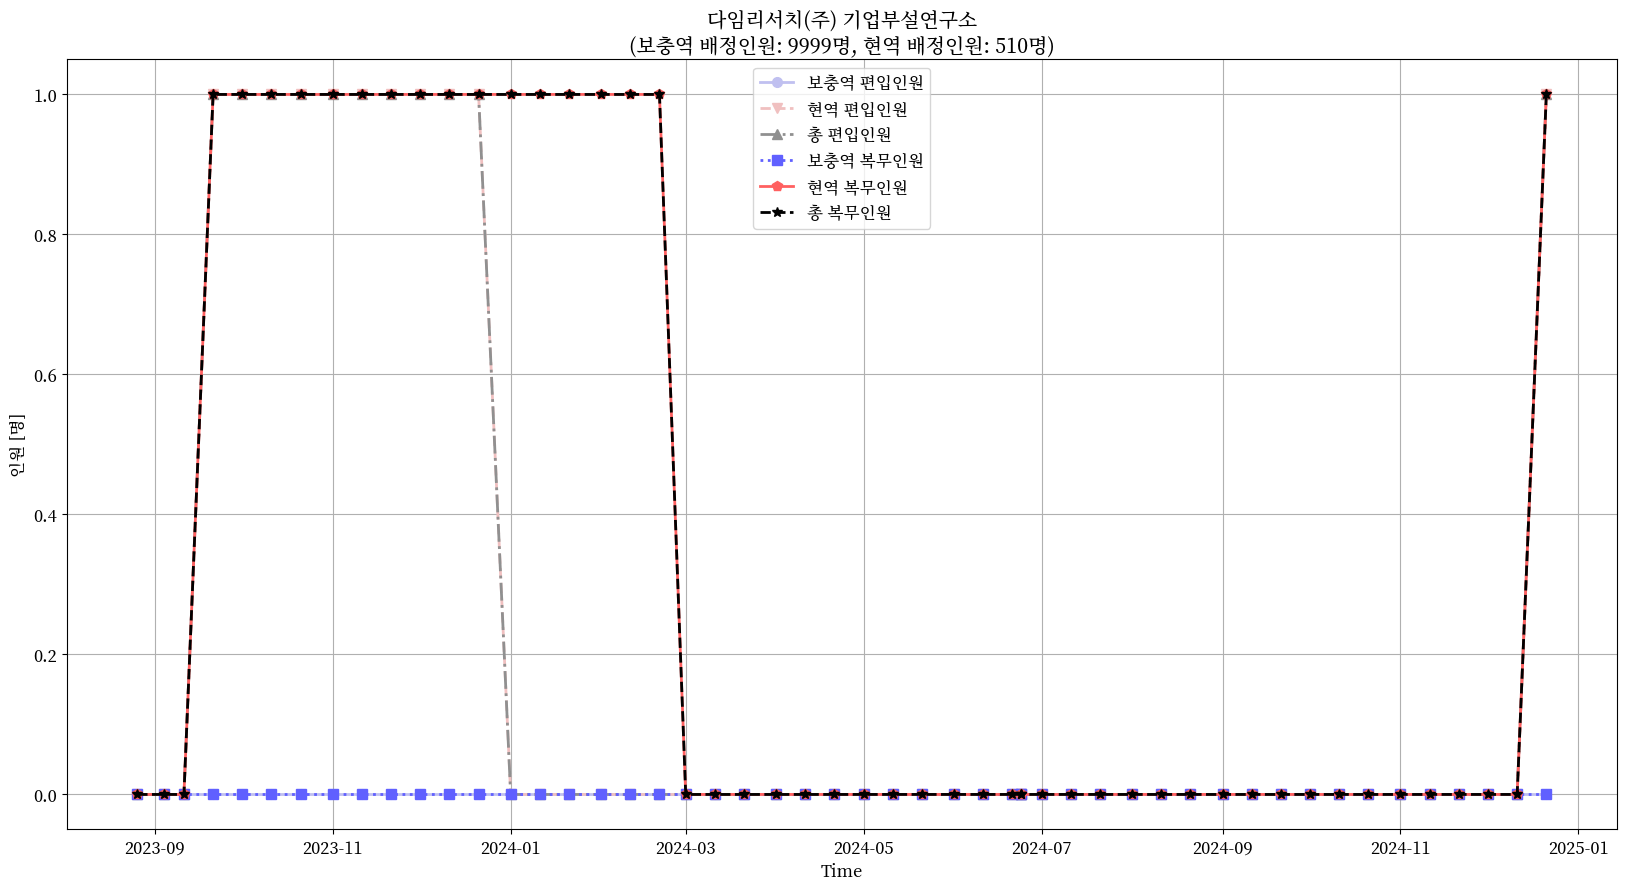 다임리서치(주) 기업부설연구소
(보충역 배정인원: 9999명, 현역 배정인원: 510명)
보충역 편입인원
현역 편입인원
총 편입인원
보충역 복무인원
현역 복무인원
총 복무인원
1.0
0.8
0.6
0.4
0.2
0.0
인원 [명]
2023-09 2023-11 2024-01 2024-03 2024-05 2024-07 2024-09 2024-11 2025-01
Time